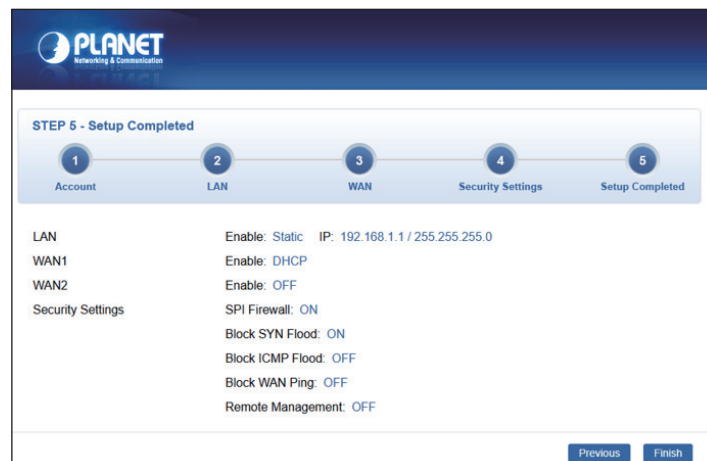 PLANET
Networking & Communication
STEP 5 - Setup Completed
1 2 3 4 5
Account LAN WAN Security Settings Setup Completed
LAN Enable: Static IP: 192.168.1.1 / 255.255.255.0
WAN1 Enable: DHCP
WAN2 Enable: OFF
Security Settings SPI Firewall: ON
Block SYN Flood: ON
Block ICMP Flood: OFF
Block WAN Ping: OFF
Remote Management: OFF
Previous Finish